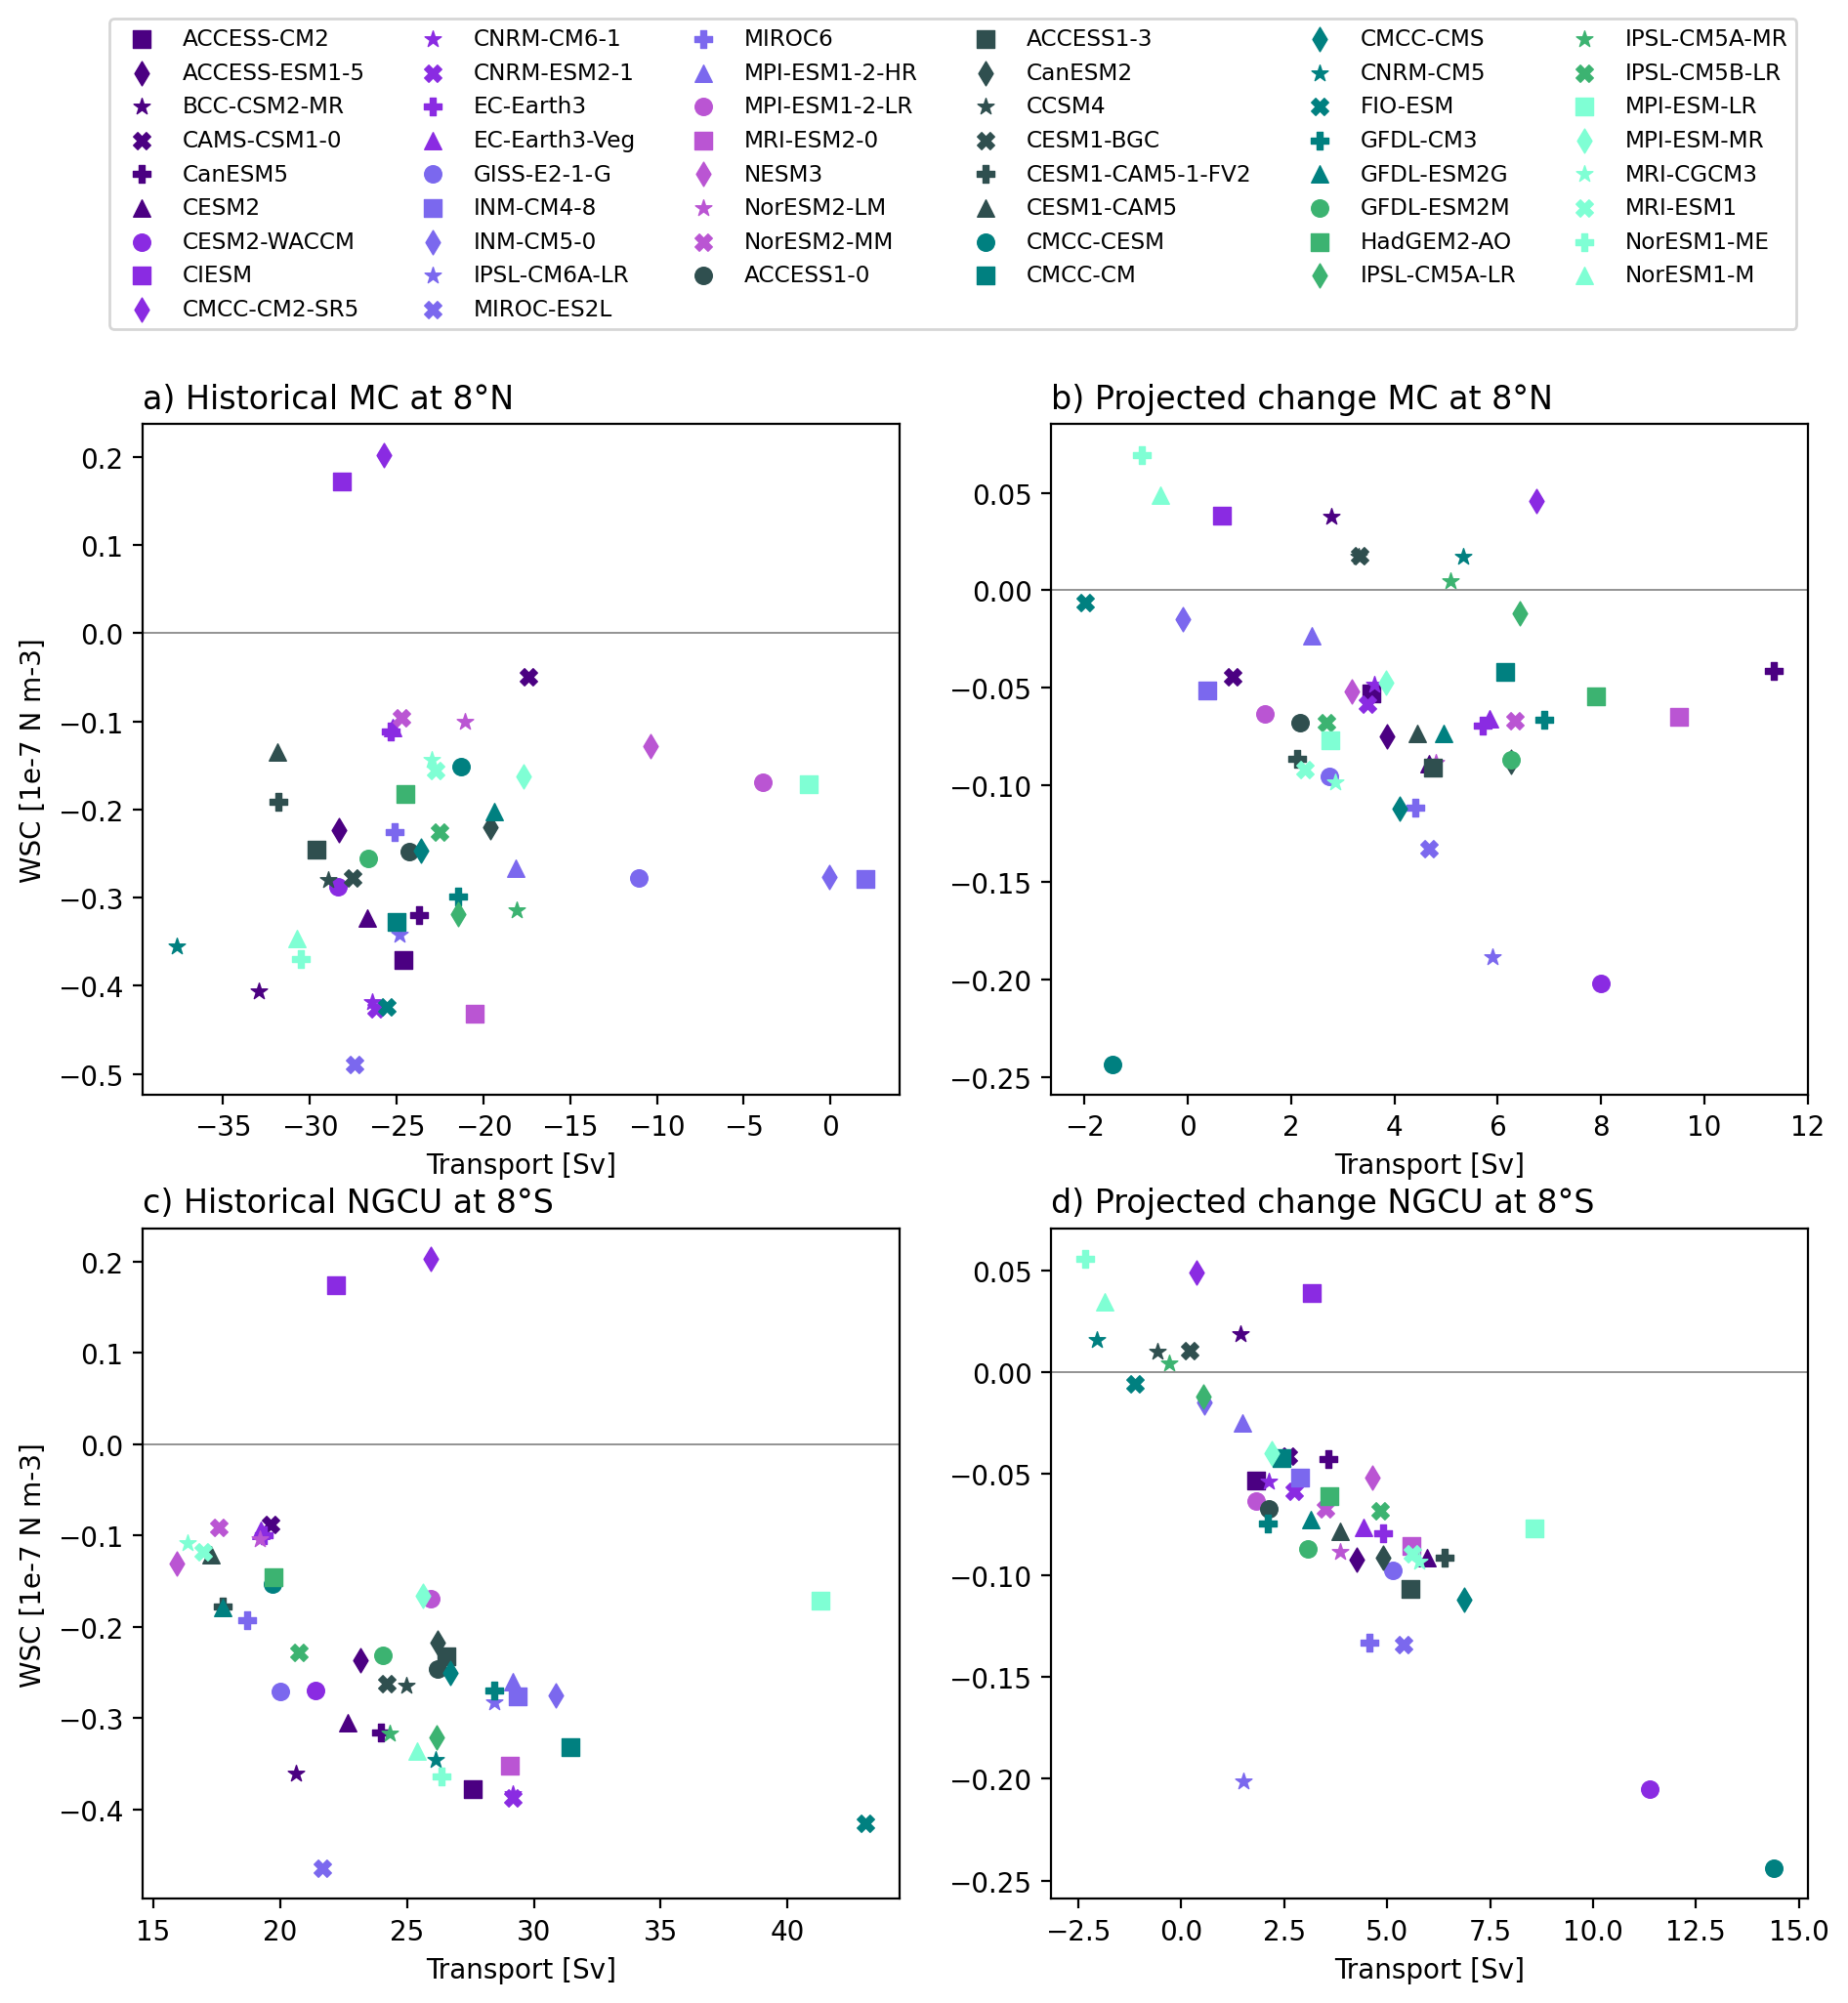 ACCESS-CM2
ACCESS-ESM1-5
BCC-CSM2-MR
CAMS-CSM1-0
CanESM5
CESM2
CESM2-WACCM
CIESM
CMCC-CM2-SR5
CNRM-CM6-1
CNRM-ESM2-1
EC-Earth3
EC-Earth3-Veg
GISS-E2-1-G
INM-CM4-8
INM-CM5-0
IPSL-CM6A-LR
MIROC-ES2L
MIROC6
MPI-ESM1-2-HR
MPI-ESM1-2-LR
MRI-ESM2-0
NESM3
NorESM2-LM
NorESM2-MM
ACCESS1-0
ACCESS1-3
CanESM2
CCSM4
CESM1-BGC
CESM1-CAM5-1-FV2
CESM1-CAM5
CMCC-CESM
CMCC-CM
CMCC-CMS
CNRM-CM5
FIO-ESM
GFDL-CM3
GFDL-ESM2G
GFDL-ESM2M
HadGEM2-AO
IPSL-CM5A-LR
IPSL-CM5A-MR
IPSL-CM5B-LR
MPI-ESM-LR
MPI-ESM-MR
MRI-CGCM3
MRI-ESM1
NorESM1-ME
NorESM1-M
a) Historical MC at 8°N
WSC [1e-7 N m-3]
0.2
0.1
0.0
−0.1
−0.2
−0.3
−0.4
−0.5
−35 −30 −25 −20 −15 −10 −5 0
Transport [Sv]
b) Projected change MC at 8°N
0.05
0.00
−0.05
−0.10
−0.15
−0.20
−0.25
−2 0 2 4 6 8 10 12
Transport [Sv]
c) Historical NGCU at 8°S
WSC [1e-7 N m-3]
0.2
0.1
0.0
−0.1
−0.2
−0.3
−0.4
15 20 25 30 35 40
Transport [Sv]
d) Projected change NGCU at 8°S
0.05
0.00
−0.05
−0.10
−0.15
−0.20
−0.25
−2.5 0.0 2.5 5.0 7.5 10.0 12.5 15.0
Transport [Sv]